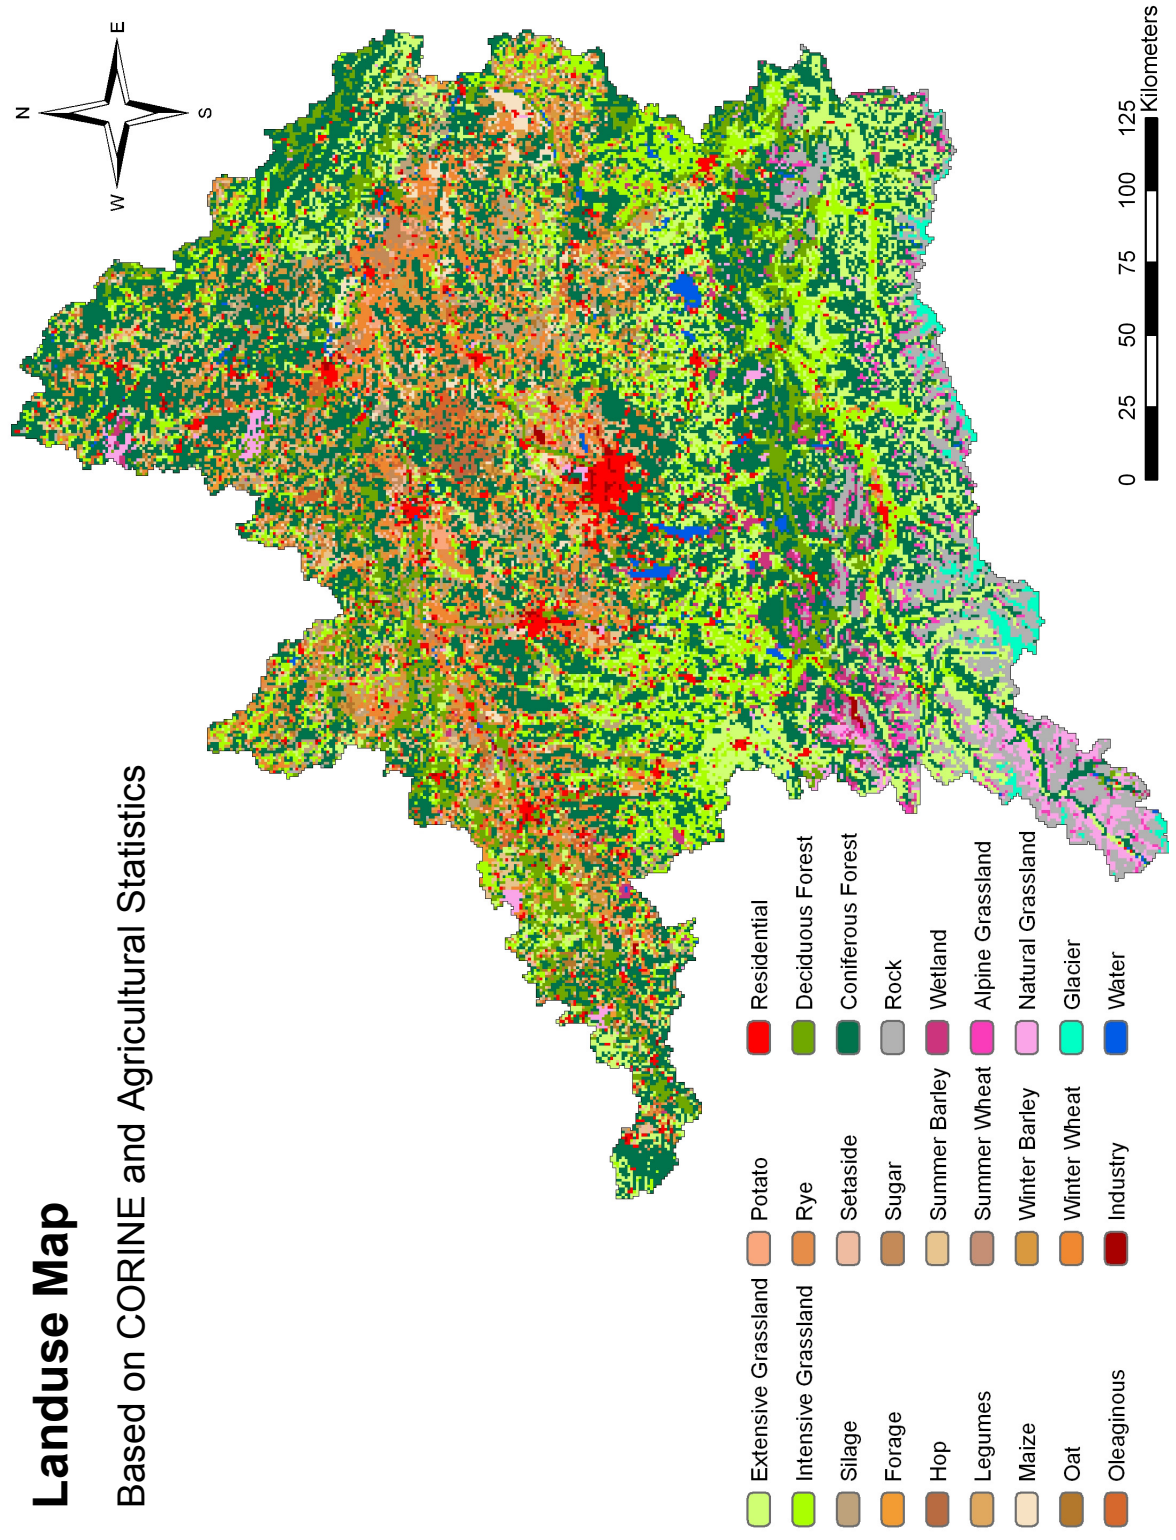 Landuse Map
Based on CORINE and Agricultural Statistics
N
W
E
S
Extensive Grassland
Intensive Grassland
Silage
Forage
Hop
Legumes
Maize
Oat
Oleaginous
Potato
Rye
Setaside
Sugar
Summer Barley
Summer Wheat
Winter Barley
Winter Wheat
Industry
Residential
Deciduous Forest
Coniferous Forest
Rock
Wetland
Alpine Grassland
Natural Grassland
Glacier
Water
0 25 50 75 100 125
Kilometers